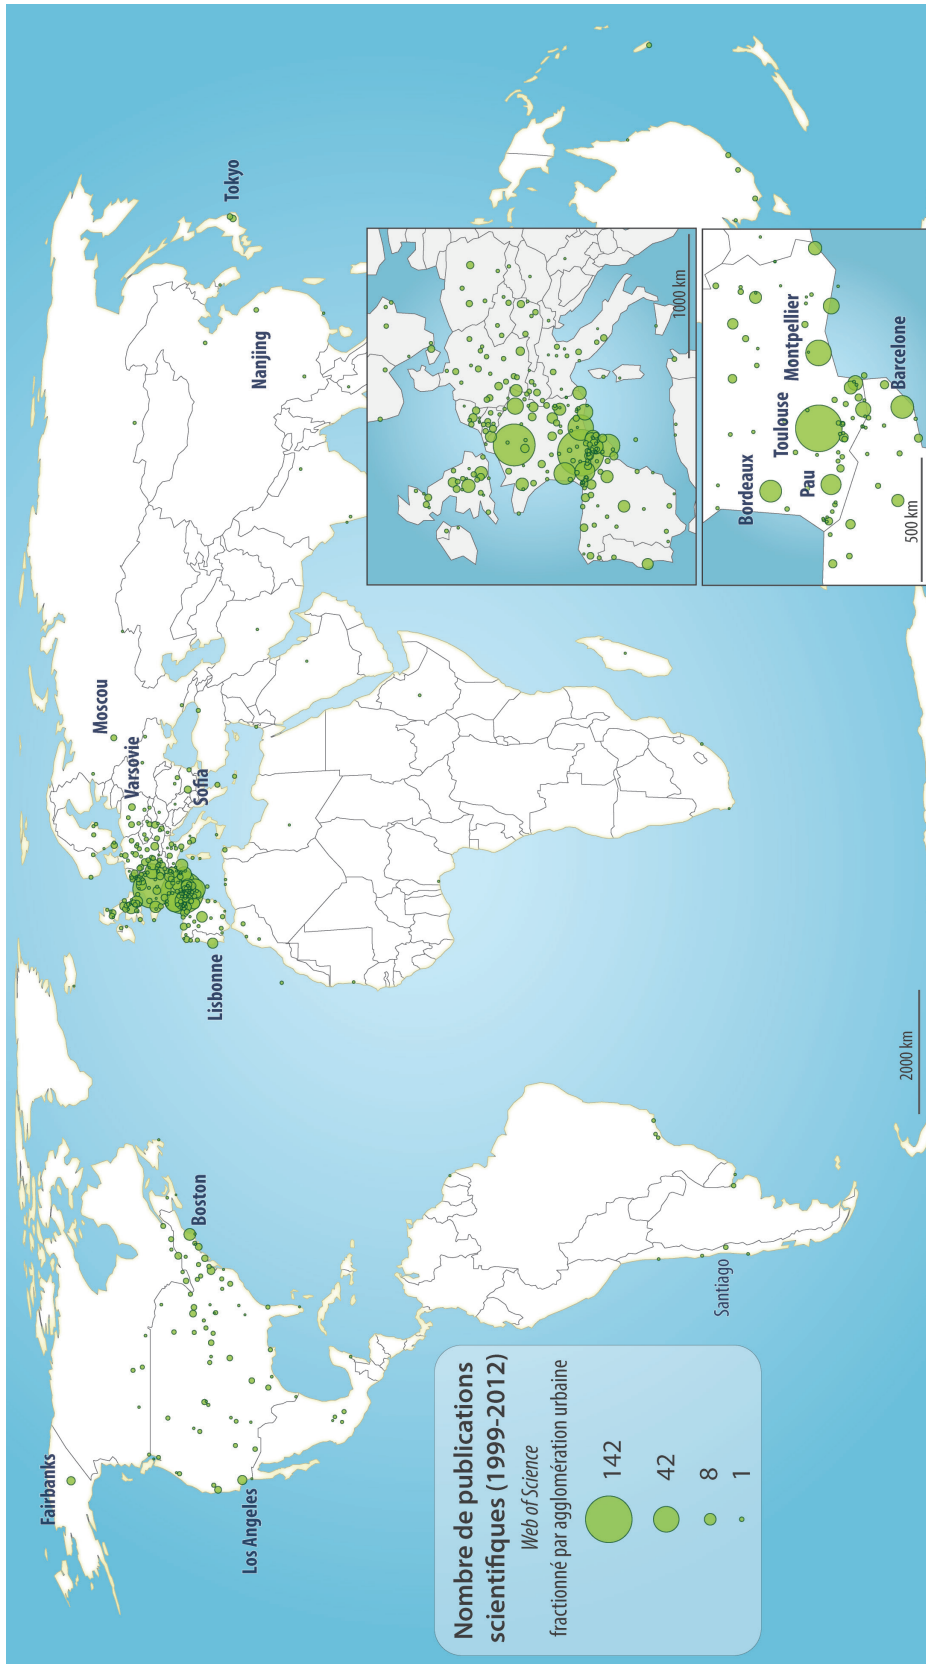 Fairbanks
Los Angeles
Boston
Santiago
Lisbonne
Moscou
Varsovie
Sofia
Tokyo
Nanjing
1000 km
Bordeaux
Toulouse
Pau
Montpellier
Barcelone
500 km
2000 km
Nombre de publications
scientifiques (1999-2012)
Web of Science
fractionné par agglomération urbaine
142
42
8
1